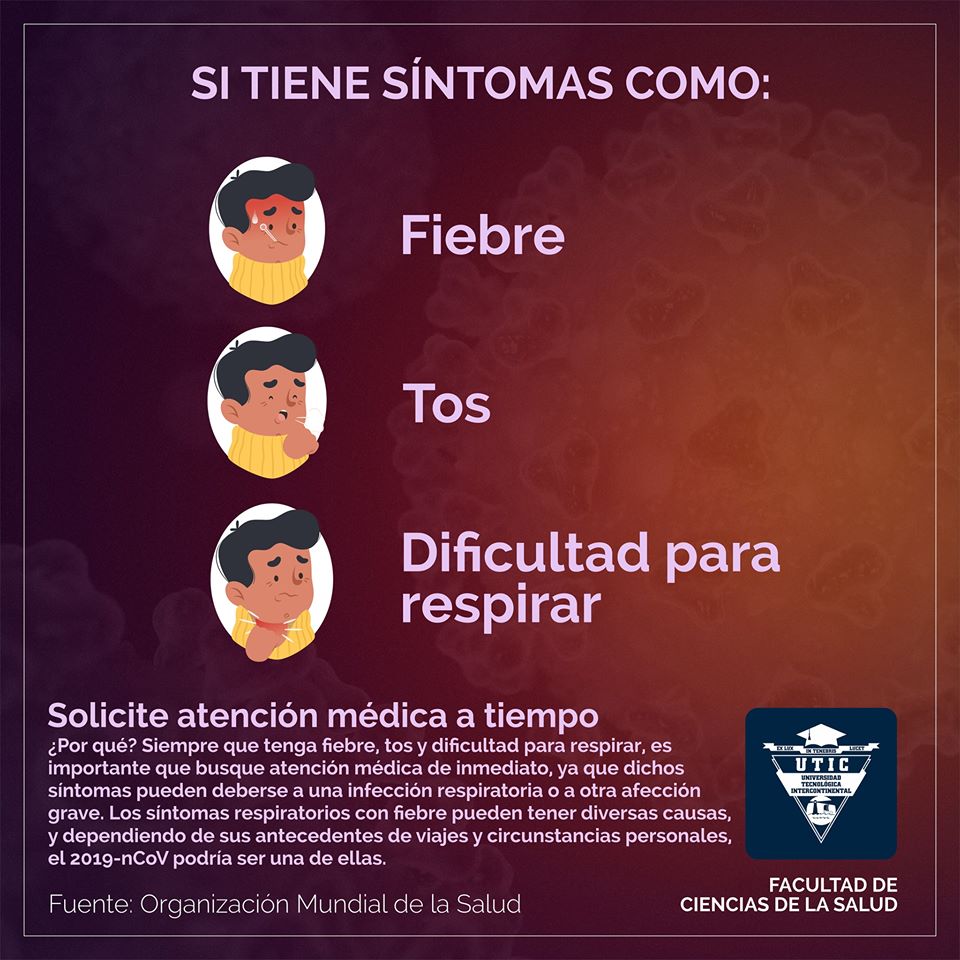 SI TIENE SÍNTOMAS COMO:
Fiebre
Tos
Dificultad para
respirar
Solicite atención médica a tiempo
¿Por qué? Siempre que tenga fiebre, tos y dificultad para respirar, es
importante que busque atención médica de inmediato, ya que dichos
síntomas pueden deberse a una infección respiratoria o a otra afección
grave. Los síntomas respiratorios con fiebre pueden tener diversas causas,
y dependiendo de sus antecedentes de viajes y circunstancias personales,
el 2019-nCoV podría ser una de ellas.
Fuente: Organización Mundial de la Salud
EX LUX IN TENEBRIS LUCET
UTIC
UNIVERSIDAD
TECNOLÓGICA
INTERCONTINENTAL
FACULTAD DE
CIENCIAS DE LA SALUD